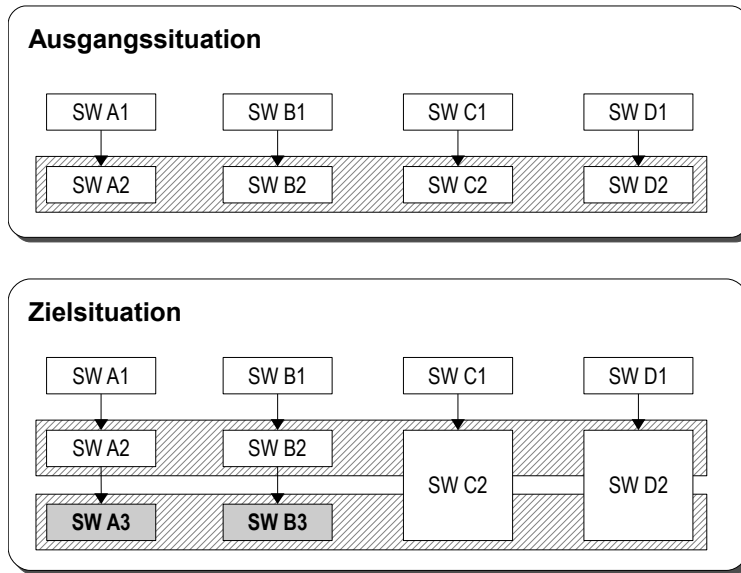 Ausgangssituation
SW A1 SW B1 SW C1 SW D1
SW A2 SW B2 SW C2 SW D2
Zielsituation
SW A1 SW B1 SW C1 SW D1
SW A2 SW B2
SW C2 SW D2
SW A3 SW B3